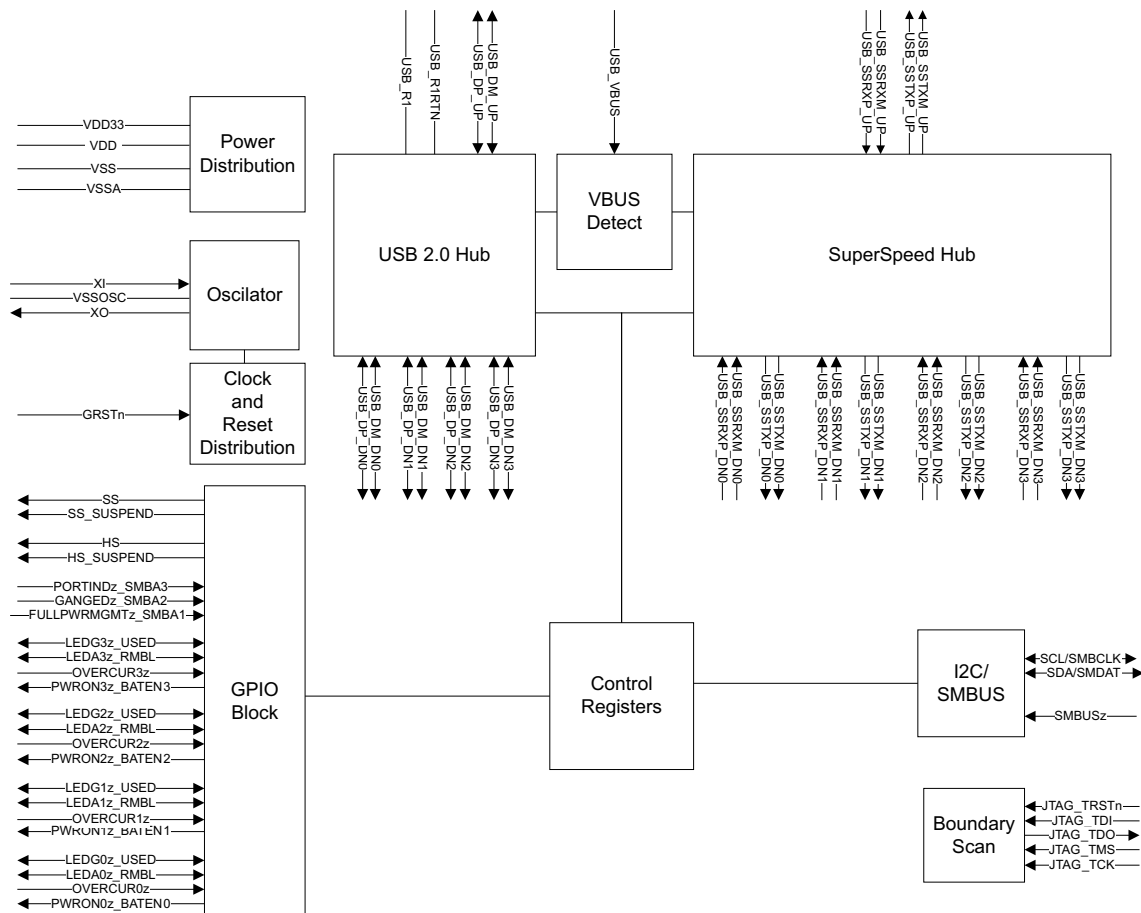 USB_R1
USB_R1RTN
USB_DP_UP
USB_DM_UP
USB_VBUS
USB_SSRXP_UP
USB_SSRXM_UP
USB_SSTXP_UP
USB_SSTXM_UP
VDD33
VDD
VSS
VSSA
Power
Distribution
USB 2.0 Hub
VBUS
Detect
SuperSpeed Hub
XI
VSSOSC
XO
Oscilator
GRSTn
Clock
and
Reset
Distribution
USB_DP_DN0
USB_DM_DN0
USB_DP_DN1
USB_DM_DN1
USB_DP_DN2
USB_DM_DN2
USB_DP_DN3
USB_DM_DN3
USB_SSRXP_DN0
USB_SSRXM_DN0
USB_SSTXP_DN0
USB_SSTXM_DN0
USB_SSRXP_DN1
USB_SSRXM_DN1
USB_SSTXP_DN1
USB_SSTXM_DN1
USB_SSRXP_DN2
USB_SSRXM_DN2
USB_SSTXP_DN2
USB_SSTXM_DN2
USB_SSRXP_DN3
USB_SSRXM_DN3
USB_SSTXP_DN3
USB_SSTXM_DN3
SS
SS_SUSPEND
HS
HS_SUSPEND
PORTINDz_SMBA3
GANGEDz_SMBA2
FULLPWRMGMTz_SMBA1
LEDG3z_USED
LEDA3z_RMBL
OVERCUR3z
PWRON3z_BATEN3
LEDG2z_USED
LEDA2z_RMBL
OVERCUR2z
PWRON2z_BATEN2
LEDG1z_USED
LEDA1z_RMBL
OVERCUR1z
PWRON1z_BATEN1
LEDG0z_USED
LEDA0z_RMBL
OVERCUR0z
PWRON0z_BATEN0
GPIO
Block
Control
Registers
I2C/
SMBUS
SCL/SMBCLK
SDA/SMDAT
SMBUSz
Boundary
Scan
JTAG_TRSTn
JTAG_TDI
JTAG_TDO
JTAG_TMS
JTAG_TCK